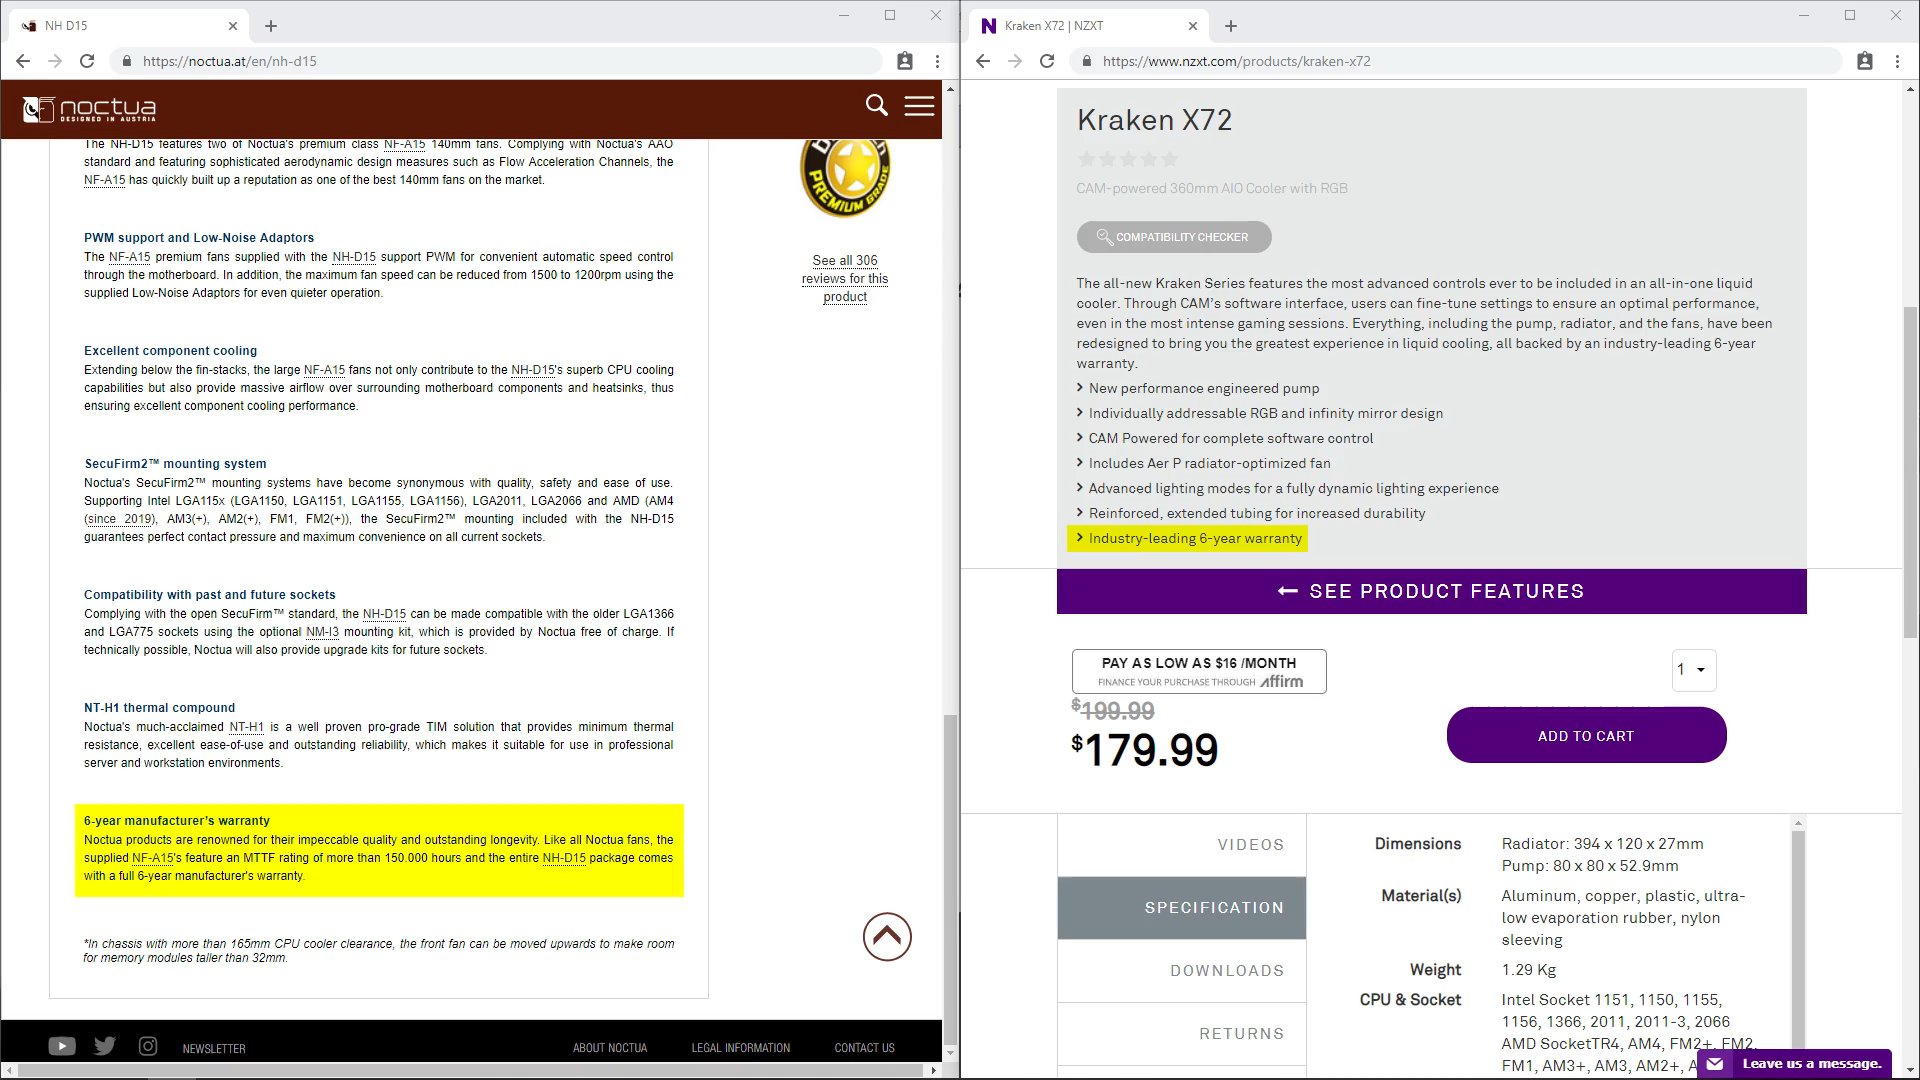 NH D15
https://noctua.at/en/nh-d15
noctua
DESIGNED IN AUSTRIA
The NH-D15 features two of Noctua's premium class NF-A15 140mm fans. Complying with Noctua's AAO
standard and featuring sophisticated aerodynamic design measures such as Flow Acceleration Channels, the
NF-A15 has quickly built up a reputation as one of the best 140mm fans on the market.
PREMIUM GRADE
See all 306
reviews for this
product
PWM support and Low-Noise Adaptors
The NF-A15 premium fans supplied with the NH-D15 support PWM for convenient automatic speed control
through the motherboard. In addition, the maximum fan speed can be reduced from 1500 to 1200rpm using the
supplied Low-Noise Adaptors for even quieter operation.
Excellent component cooling
Extending below the fin-stacks, the large NF-A15 fans not only contribute to the NH-D15's superb CPU cooling
capabilities but also provide massive airflow over surrounding motherboard components and heatsinks, thus
ensuring excellent component cooling performance.
SecuFirm2™ mounting system
Noctua's SecuFirm2™ mounting systems have become synonymous with quality, safety and ease of use.
Supporting Intel LGA115x (LGA1150, LGA1151, LGA1155, LGA1156), LGA2011, LGA2066 and AMD (AM4
(since 2019), AM3(+), AM2(+), FM1, FM2(+)), the SecuFirm2™ mounting included with the NH-D15
guarantees perfect contact pressure and maximum convenience on all current sockets.
Compatibility with past and future sockets
Complying with the open SecuFirm™ standard, the NH-D15 can be made compatible with the older LGA1366
and LGA775 sockets using the optional NM-I3 mounting kit, which is provided by Noctua free of charge. If
technically possible, Noctua will also provide upgrade kits for future sockets.
NT-H1 thermal compound
Noctua's much-acclaimed NT-H1 is a well proven pro-grade TIM solution that provides minimum thermal
resistance, excellent ease-of-use and outstanding reliability, which makes it suitable for use in professional
server and workstation environments.
6-year manufacturer's warranty
Noctua products are renowned for their impeccable quality and outstanding longevity. Like all Noctua fans, the
supplied NF-A15's feature an MTTF rating of more than 150.000 hours and the entire NH-D15 package comes
with a full 6-year manufacturer's warranty.
*In chassis with more than 165mm CPU cooler clearance, the front fan can be moved upwards to make room
for memory modules taller than 32mm.
NEWSLETTER
ABOUT NOCTUA
LEGAL INFORMATION
CONTACT US
Kraken X72 | NZXT
https://www.nzxt.com/products/kraken-x72
Kraken X72
CAM-powered 360mm AIO Cooler with RGB
COMPATIBILITY CHECKER
The all-new Kraken Series features the most advanced controls ever to be included in an all-in-one liquid
cooler. Through CAM's software interface, users can fine-tune settings to ensure an optimal performance,
even in the most intense gaming sessions. Everything, including the pump, radiator, and the fans, have been
redesigned to bring you the greatest experience in liquid cooling, all backed by an industry-leading 6-year
warranty.
New performance engineered pump
Individually addressable RGB and infinity mirror design
CAM Powered for complete software control
Includes Aer P radiator-optimized fan
Advanced lighting modes for a fully dynamic lighting experience
Reinforced, extended tubing for increased durability
Industry-leading 6-year warranty
SEE PRODUCT FEATURES
PAY AS LOW AS $16 /MONTH
FINANCE YOUR PURCHASE THROUGH affirm
1
$199.99
$179.99
ADD TO CART
VIDEOS
SPECIFICATION
DOWNLOADS
RETURNS
Dimensions
Radiator: 394 x 120 x 27mm
Pump: 80 x 80 x 52.9mm
Material(s)
Aluminum, copper, plastic, ultra-
low evaporation rubber, nylon
sleeving
Weight
1.29 Kg
CPU & Socket
Intel Socket 1151, 1150, 1155,
1156, 1366, 2011, 2011-3, 2066
AMD SocketTR4, AM4, FM2+, FM2,
FM1, AM3+, AM3, AM2+, A
Leave us a message.